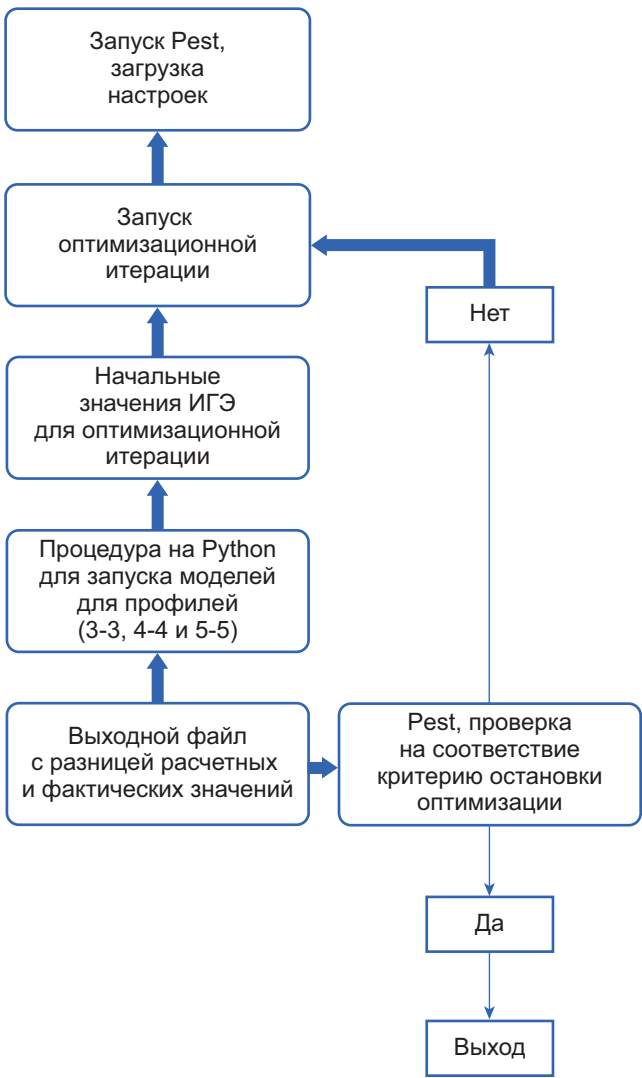 Запуск Pest,
загрузка
настроек
Запуск
оптимизационной
итерации
Нет
Начальные
значения ИГЭ
для оптимизационной
итерации
Процедура на Python
для запуска моделей
для профилей
(3-3, 4-4 и 5-5)
Выходной файл
с разницей расчетных
и фактических значений
Pest, проверка
на соответствие
критерию остановки
оптимизации
Да
Выход